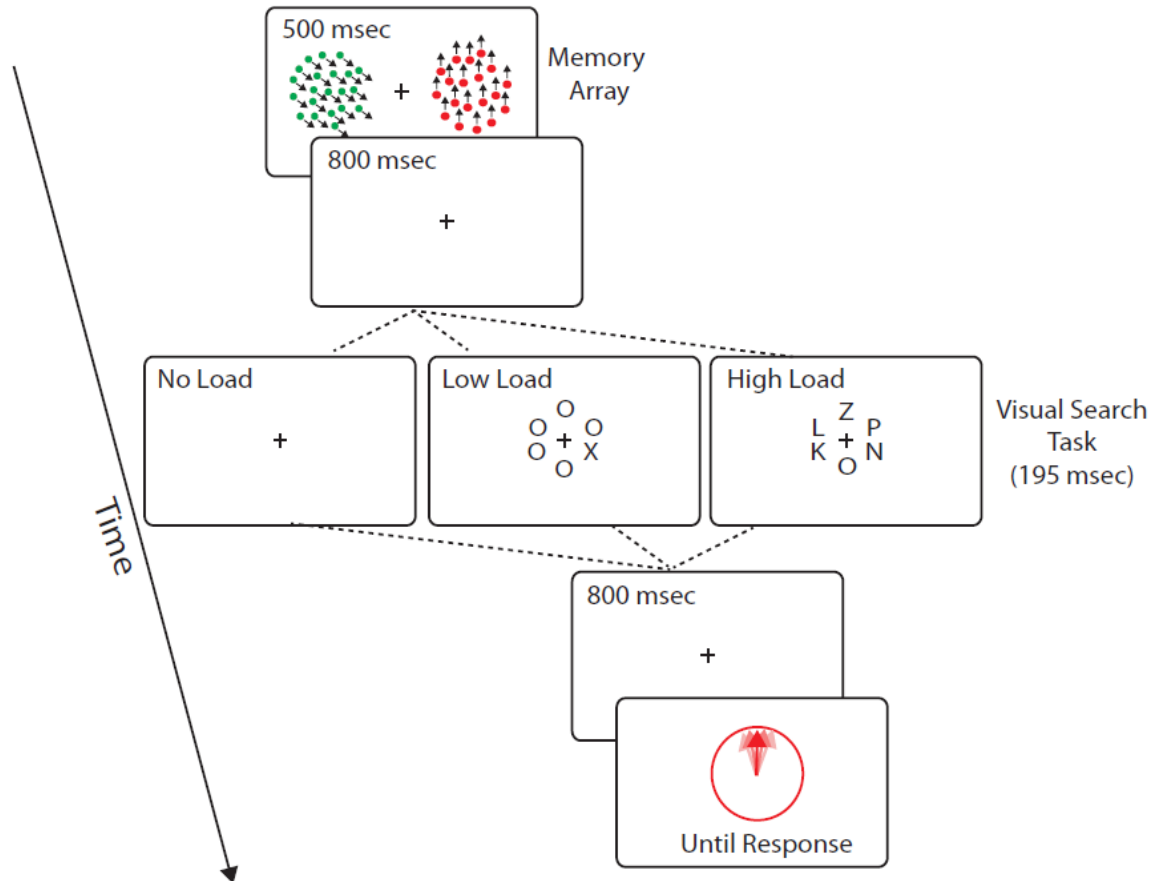 500 msec
+
Memory
Array
800 msec
+
No Load
+
Low Load
O
O O
+
O X
O
High Load
Z
L P
+
K N
O
Visual Search
Task
(195 msec)
Time
800 msec
+
Until Response